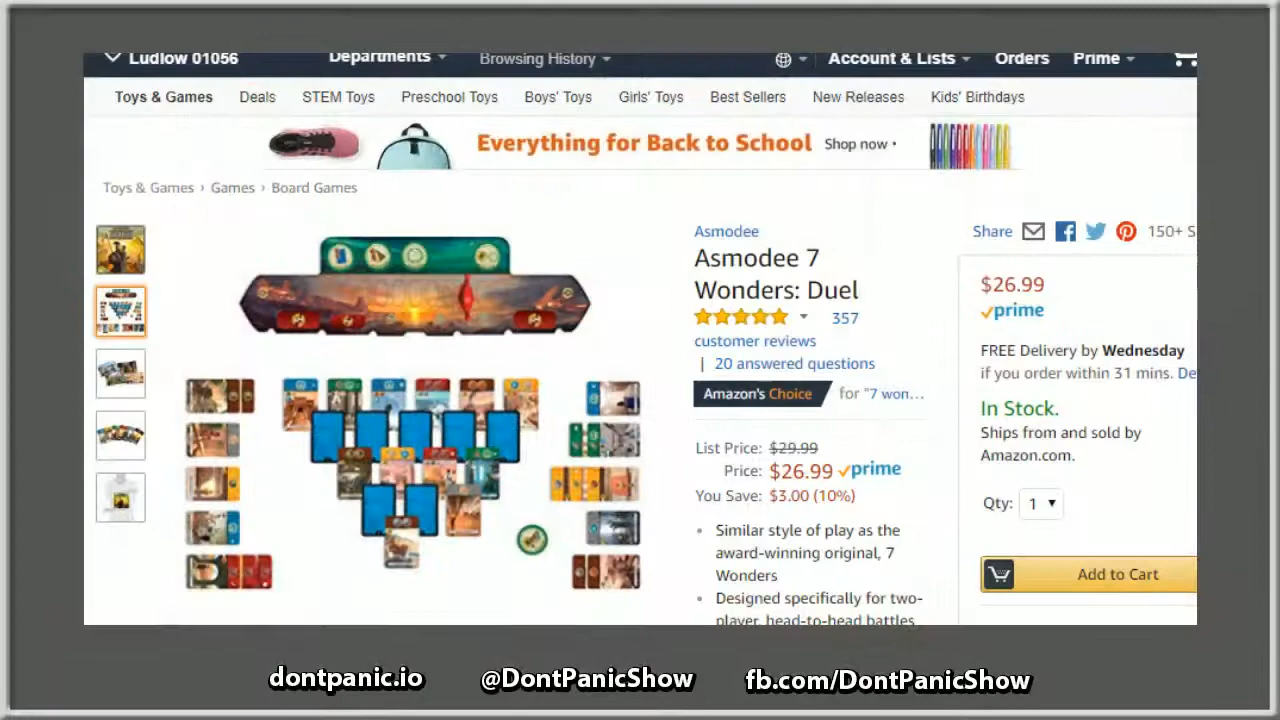 Ludlow 01056
Departments
Browsing History
Account & Lists
Orders
Prime
Toys & Games
Deals
STEM Toys
Preschool Toys
Boys' Toys
Girls' Toys
Best Sellers
New Releases
Kids' Birthdays
Everything for Back to School
Shop now
Toys & Games › Games › Board Games
Asmodee
Asmodee 7
Wonders: Duel
357
customer reviews
| 20 answered questions
Amazon's Choice for "7 won...
List Price: $29.99
Price: $26.99 prime
You Save: $3.00 (10%)
Similar style of play as the
award-winning original, 7
Wonders
Designed specifically for two-
player, head-to-head battles
Share
150+ S
$26.99
prime
FREE Delivery by Wednesday
if you order within 31 mins. De
In Stock.
Ships from and sold by
Amazon.com.
Qty: 1
Add to Cart
dontpanic.io
@DontPanicShow
fb.com/DontPanicShow